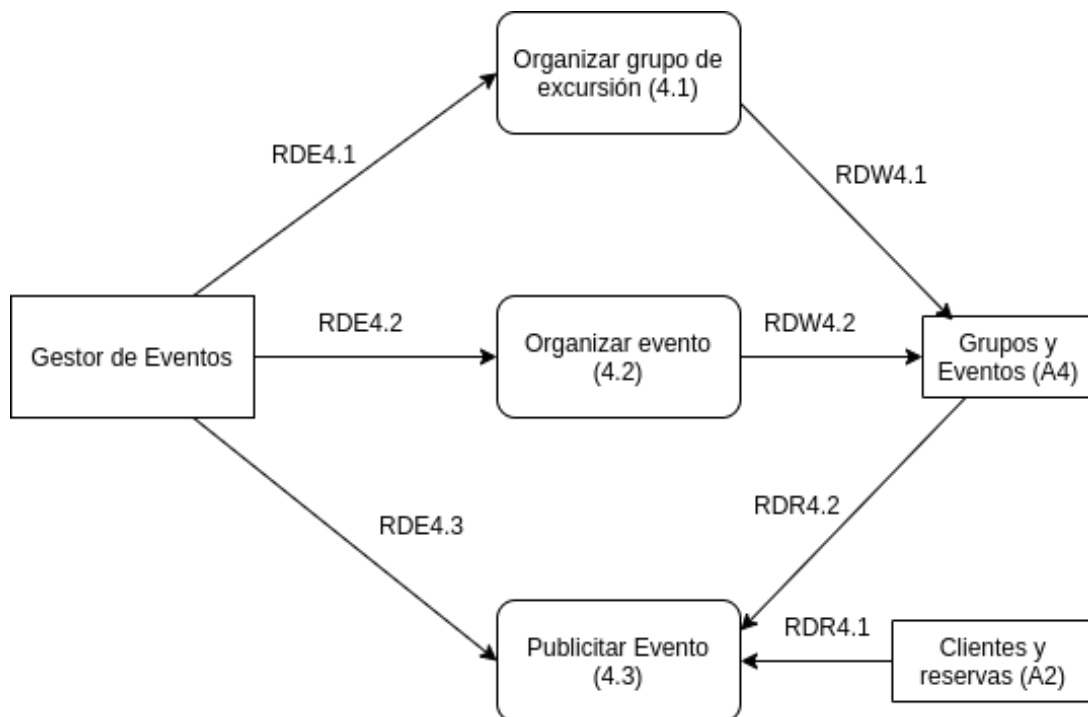 Organizar grupo de
excursión (4.1)
RDE4.1
RDW4.1
Gestor de Eventos
RDE4.2
Organizar evento
(4.2)
RDW4.2
Grupos y
Eventos (A4)
RDE4.3
RDR4.2
Publicitar Evento
(4.3)
RDR4.1
Clientes y
reservas (A2)